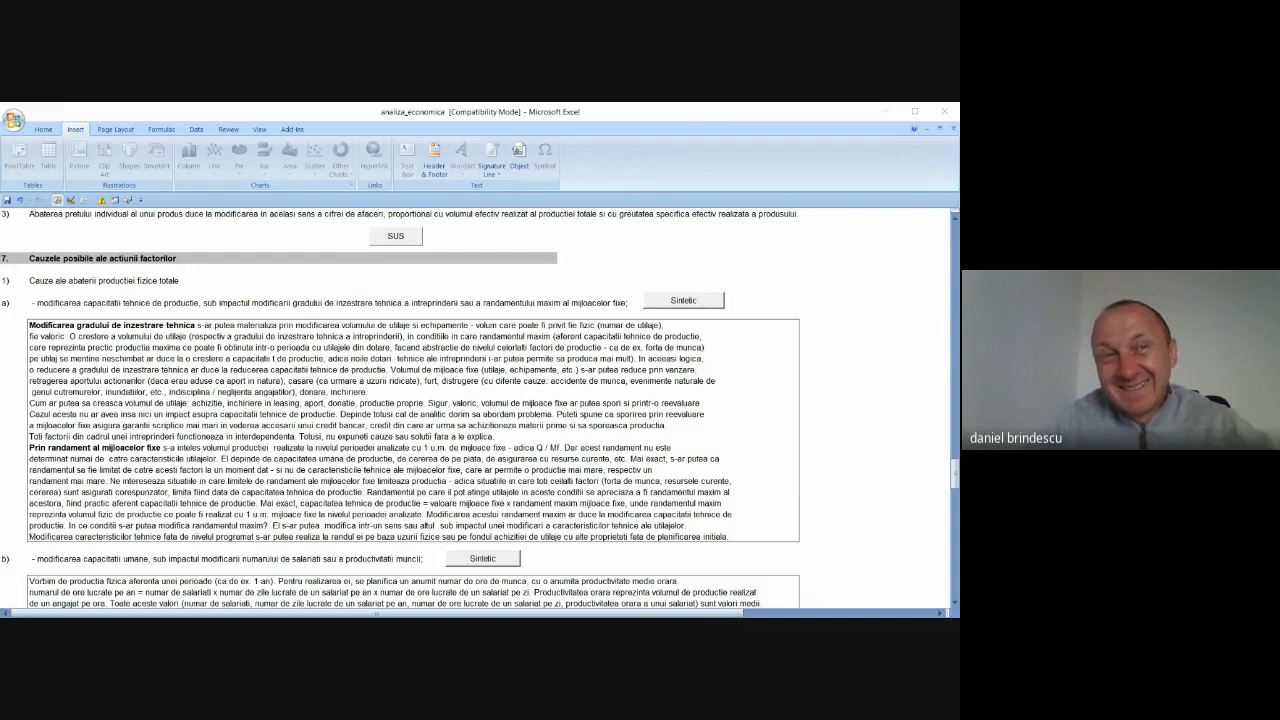 analiza_economica [Compatibility Mode] - Microsoft Excel
Home Insert Page Layout Formulas Data Review View Add-Ins
PivotTable Table Picture Clip Art Shapes SmartArt Column Line Pie Bar Area Scatter Other Charts Hyperlink Text Box Header & Footer WordArt Signature Line Object Symbol
Tables Illustrations Charts Links Text
3) Abaterea pretului individual al unui produs duce la modificarea in acelasi sens a cifrei de afaceri, proportional cu volumul efectiv realizat al productiei totale si cu greutatea specifica efectiv realizata a produsului.
SUS
7. Cauzele posibile ale actiunii factorilor
1) Cauze ale abaterii productiei fizice totale
a) - modificarea capacitatii tehnice de productie, sub impactul modificarii gradului de inzestrare tehnica a intreprinderii sau a randamentului maxim al mijloacelor fixe; Sintetic
Modificarea gradului de inzestrare tehnica s-ar putea materializa prin modificarea volumului de utilaje si echipamente - volum care poate fi privit fie fizic (numar de utilaje),
fie valoric. O crestere a volumului de utilaje (respectiv a gradului de inzestrare tehnica a intreprinderii), in conditiile in care randamentul maxim (aferent capacitatii tehnice de productie,
care reprezinta practic productia maxima ce poate fi obtinuta intr-o perioada cu utilajele din dotare, facand abstractie de nivelul celorlalti factori de productie - ca de ex. forta de munca)
pe utilaj se mentine neschimbat ar duce la o crestere a capacitatii t.de productie, adica noile dotari tehnice ale intreprinderii i-ar putea permite sa produca mai mult). In aceeasi logica,
o reducere a gradului de inzestrare tehnica ar duce la reducerea capacitatii tehnice de productie. Volumul de mijloace fixe (utilaje, echipamente, etc.) s-ar putea reduce prin vanzare,
retragerea aportului actionarilor (daca erau aduse ca aport in natura), casare (ca urmare a uzurii ridicate), furt, distrugere (cu diferite cauze: accidente de munca, evenimente naturale de
genul cutremurelor, inundatiilor, etc., indisciplina / neglijenta angajatilor), donare, inchiriere.
Cum ar putea sa creasca volumul de utilaje: achizitie, inchiriere in leasing, aport, donatie, productie proprie. Sigur, valoric, volumul de mijloace fixe ar putea spori si printr-o reevaluare
Cazul acesta nu ar avea insa nici un impact asupra capacitatii tehnice de productie. Depinde totusi cat de analitic dorim sa abordam problema. Puteti spune ca sporirea prin reevaluare
a mijloacelor fixe asigura garantii scriptice mai mari in vederea accesarii unui credit bancar, credit din care ar urma sa achizitioneze materii prime si sa sporeasca productia.
Toti factorii din cadrul unei intreprinderi functioneaza in interdependenta. Totusi, nu expuneti cauze sau solutii fara a le explica.
Prin randament al mijloacelor fixe s-a inteles volumul productiei realizate la nivelul perioadei analizate cu 1 u.m. de mijloace fixe - adica Q / Mf. Dar acest randament nu este
determinat numai de catre caracteristicile utilajelor. El depinde de capacitatea umana de productie, de cererea de pe piata, de asigurarea cu resurse curente, etc. Mai exact, s-ar putea ca
randamentul sa fie limitat de catre acesti factori la un moment dat - si nu de caracteristicile tehnice ale mijloacelor fixe, care ar permite o productie mai mare, respectiv un
randament mai mare. Ne intereseaza situatiile in care limitele de randament ale mijloacelor fixe limiteaza productia - adica situatiile in care toti ceilalti factori (forta de munca, resursele curente,
cererea) sunt asigurati corespunzator, limita fiind data de capacitatea tehnica de productie. Randamentul pe care il pot atinge utilajele in aceste conditii se apreciaza a fi randamentul maxim al
acestora, fiind practic aferent capacitatii tehnice de productie. Mai exact, capacitatea tehnica de productie = valoare mijloace fixe x randament maxim mijloace fixe, unde randamentul maxim
reprezinta volumul fizic de productie ce poate fi realizat cu 1 u.m. mijloace fixe la nivelul perioadei analizate. Modificarea acestui randament maxim ar duce la modificarea capacitatii tehnice de
productie. In ce conditii s-ar putea modifica randamentul maxim? El s-ar putea modifica intr-un sens sau altul sub impactul unei modificari a caracteristicilor tehnice ale utilajelor.
Modificarea caracteristicilor tehnice fata de nivelul programat s-ar putea realiza la randul ei pe baza uzurii fizice sau pe fondul achizitiei de utilaje cu alte proprietati fata de planificarea initiala.
b) - modificarea capacitatii umane, sub impactul modificarii numarului de salariati sau a productivitatii muncii; Sintetic
Vorbim de productia fizica aferenta unei perioade (ca de ex. 1 an). Pentru realizarea ei, se planifica un anumit numar de ore de munca, cu o anumita productivitate medie orara.
numarul de ore lucrate pe an = numar de salariati x numar de zile lucrate de un salariat pe an x numar de ore lucrate de un salariat pe zi. Productivitatea orara reprezinta volumul de productie realizat
de un angajat pe ora. Toate aceste valori (numar de salariati, numar de zile lucrate de un salariat pe an, numar de ore lucrate de un salariat pe zi, productivitatea orara a unui salariat) sunt valori medii.
daniel brindescu